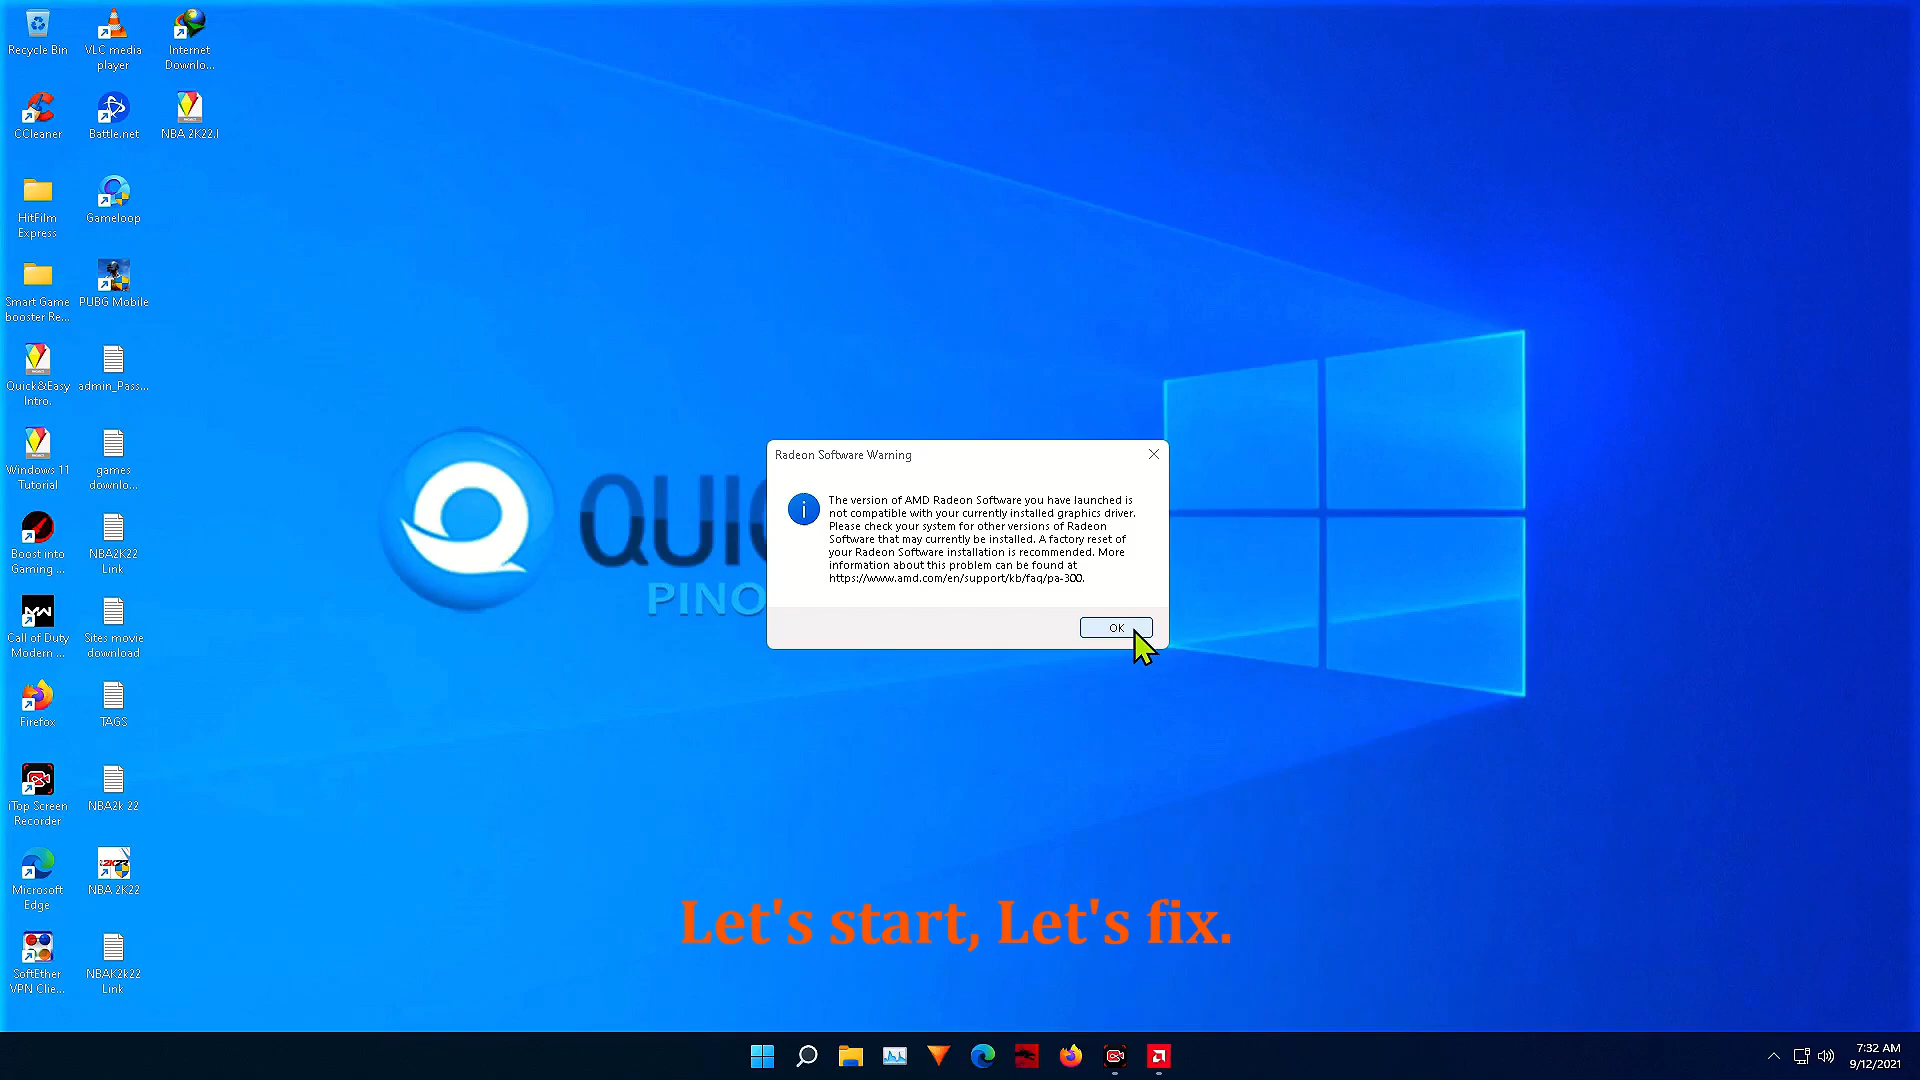 Recycle Bin
VLC media
player
Internet
Downlo...
CCleaner
Battle.net
NBA 2K22.I
HitFilm
Express
Gameloop
Smart Game
booster Re...
PUBG Mobile
Quick&Easy
Intro.
admin_Pass...
Windows 11
Tutorial
games
downlo...
Boost into
Gaming ...
NBA2K22
Link
Call of Duty
Modern ...
Sites movie
download
Firefox
TAGS
iTop Screen
Recorder
NBA2k 22
Microsoft
Edge
NBA 2K22
SoftEther
VPN Clie...
NBAK2k22
Link
QUIC
PINO
Radeon Software Warning
The version of AMD Radeon Software you have launched is
not compatible with your currently installed graphics driver.
Please check your system for other versions of Radeon
Software that may currently be installed. A factory reset of
your Radeon Software installation is recommended. More
information about this problem can be found at
https://www.amd.com/en/support/kb/faq/pa-300.
OK
Let's start, Let's fix.
7:32 AM
9/12/2021